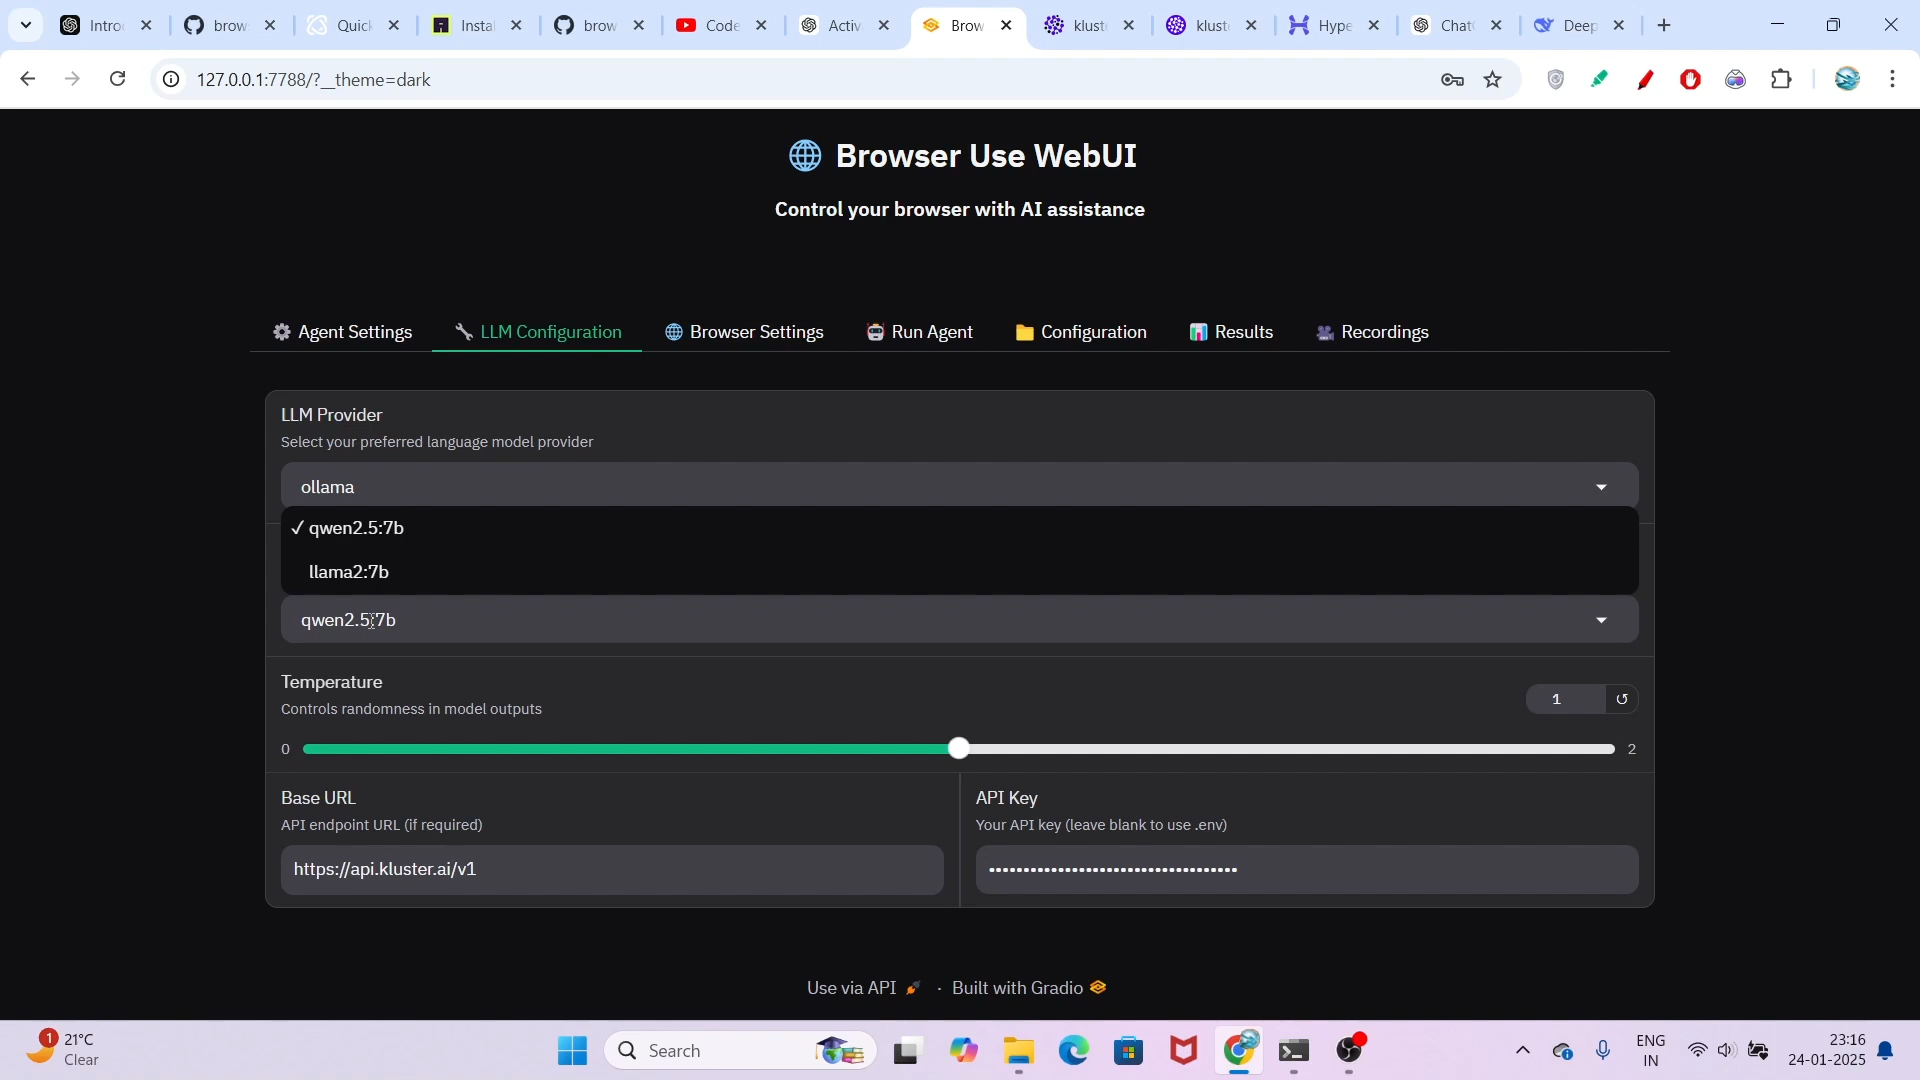 Intro
brow
Quick
Instal
brow
Code
Activ
Brow
klust
klust
Hype
Chat
Deep
127.0.0.1:7788/?__theme=dark
Browser Use WebUI
Control your browser with AI assistance
Agent Settings
LLM Configuration
Browser Settings
Run Agent
Configuration
Results
Recordings
LLM Provider
Select your preferred language model provider
ollama
✓ qwen2.5:7b
llama2:7b
qwen2.5:7b
Temperature
Controls randomness in model outputs
1
0
2
Base URL
API endpoint URL (if required)
https://api.kluster.ai/v1
API Key
Your API key (leave blank to use .env)
••••••••••••••••••••••••••••••••••••
Use via API
·
Built with Gradio
1
21°C
Clear
Search
ENG
IN
23:16
24-01-2025